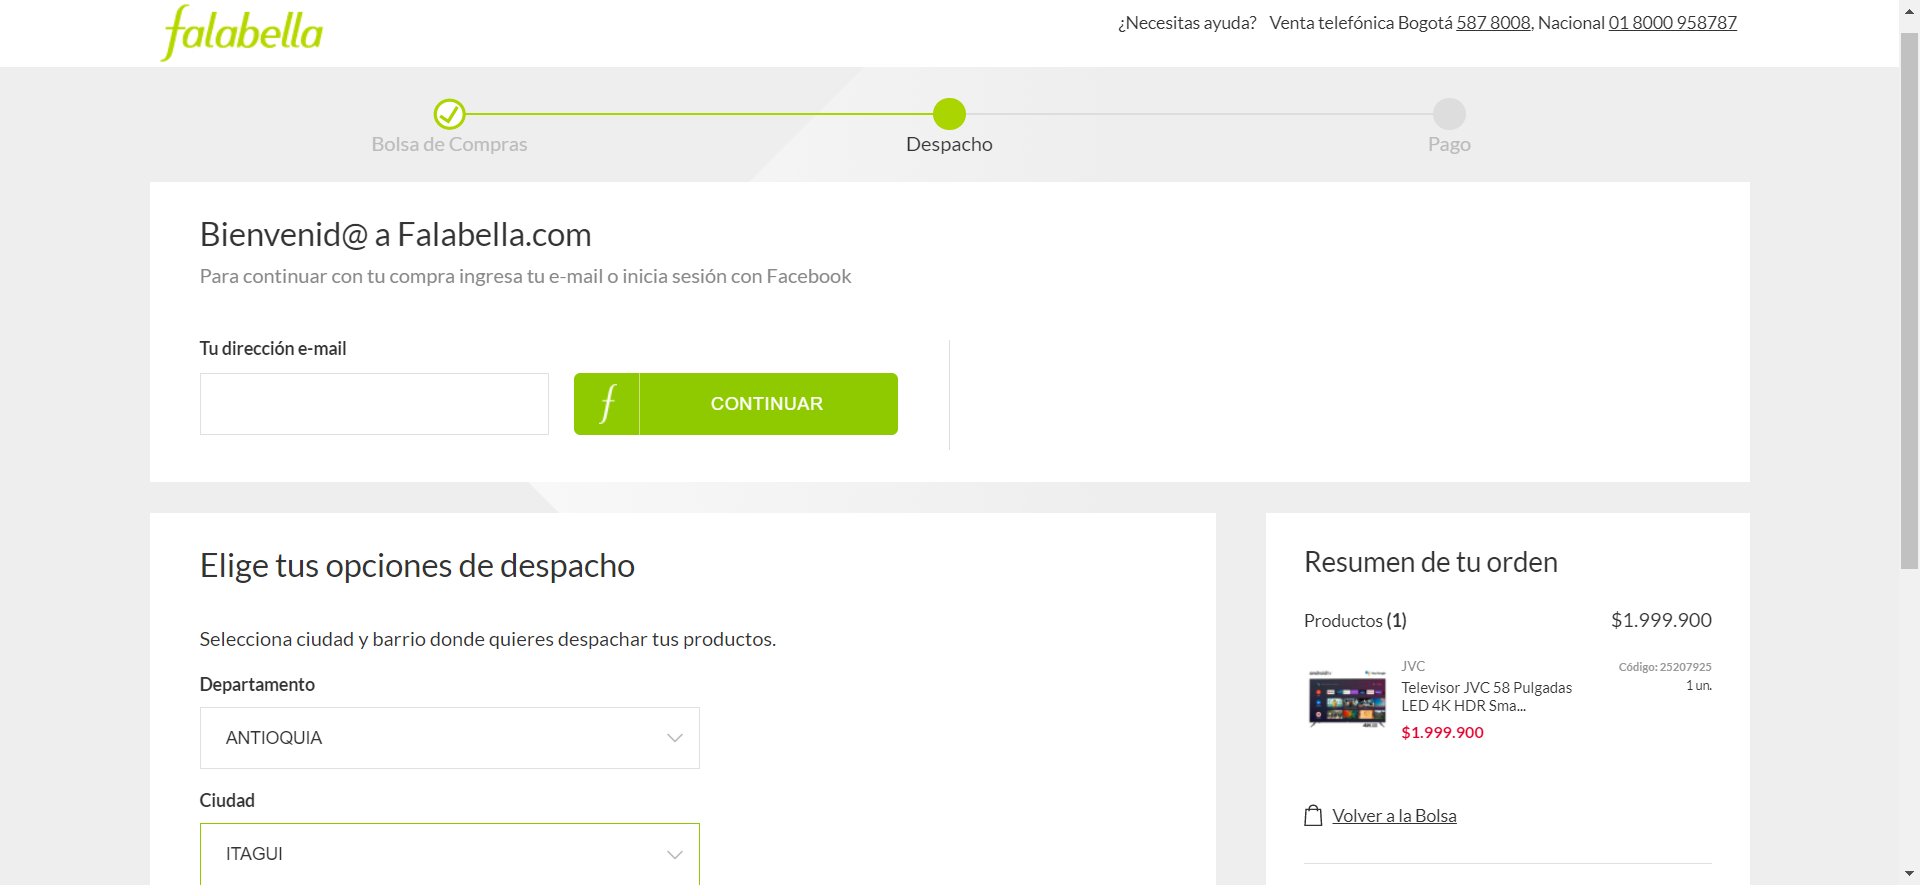 falabella
¿Necesitas ayuda? Venta telefónica Bogotá 587 8008, Nacional 01 8000 958787
Bolsa de Compras
Despacho
Pago
Bienvenid@ a Falabella.com
Para continuar con tu compra ingresa tu e-mail o inicia sesión con Facebook
Tu dirección e-mail
f CONTINUAR
Elige tus opciones de despacho
Selecciona ciudad y barrio donde quieres despachar tus productos.
Departamento
ANTIOQUIA
Ciudad
ITAGUI
Resumen de tu orden
Productos (1) $1.999.900
JVC Código: 25207925
Televisor JVC 58 Pulgadas 1 un.
LED 4K HDR Sma...
$1.999.900
Volver a la Bolsa